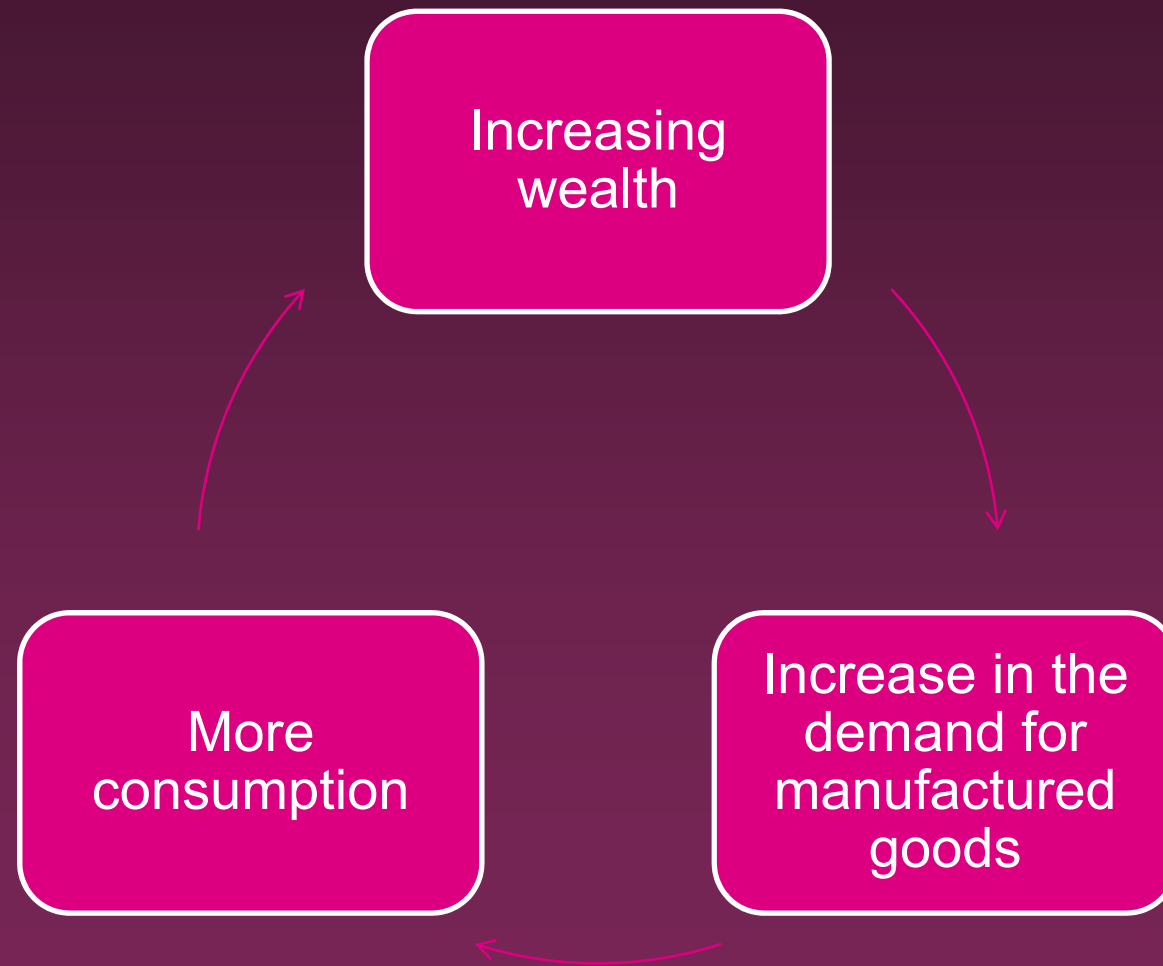 Increasing
wealth
Increase in the
demand for
manufactured
goods
More
consumption